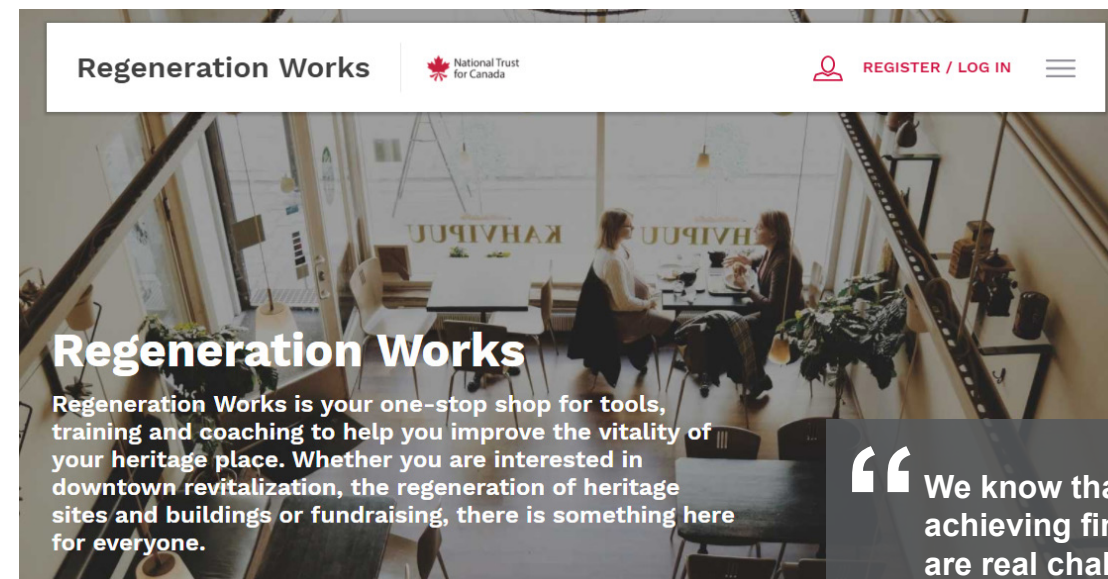 Regeneration Works
National Trust
for Canada
REGISTER / LOG IN
KAHVIPUU
Regeneration Works
Regeneration Works is your one-stop shop for tools,
training and coaching to help you improve the vitality of
your heritage place. Whether you are interested in
downtown revitalization, the regeneration of heritage
sites and buildings or fundraising, there is something here
for everyone.
“
We know
achieving
are real